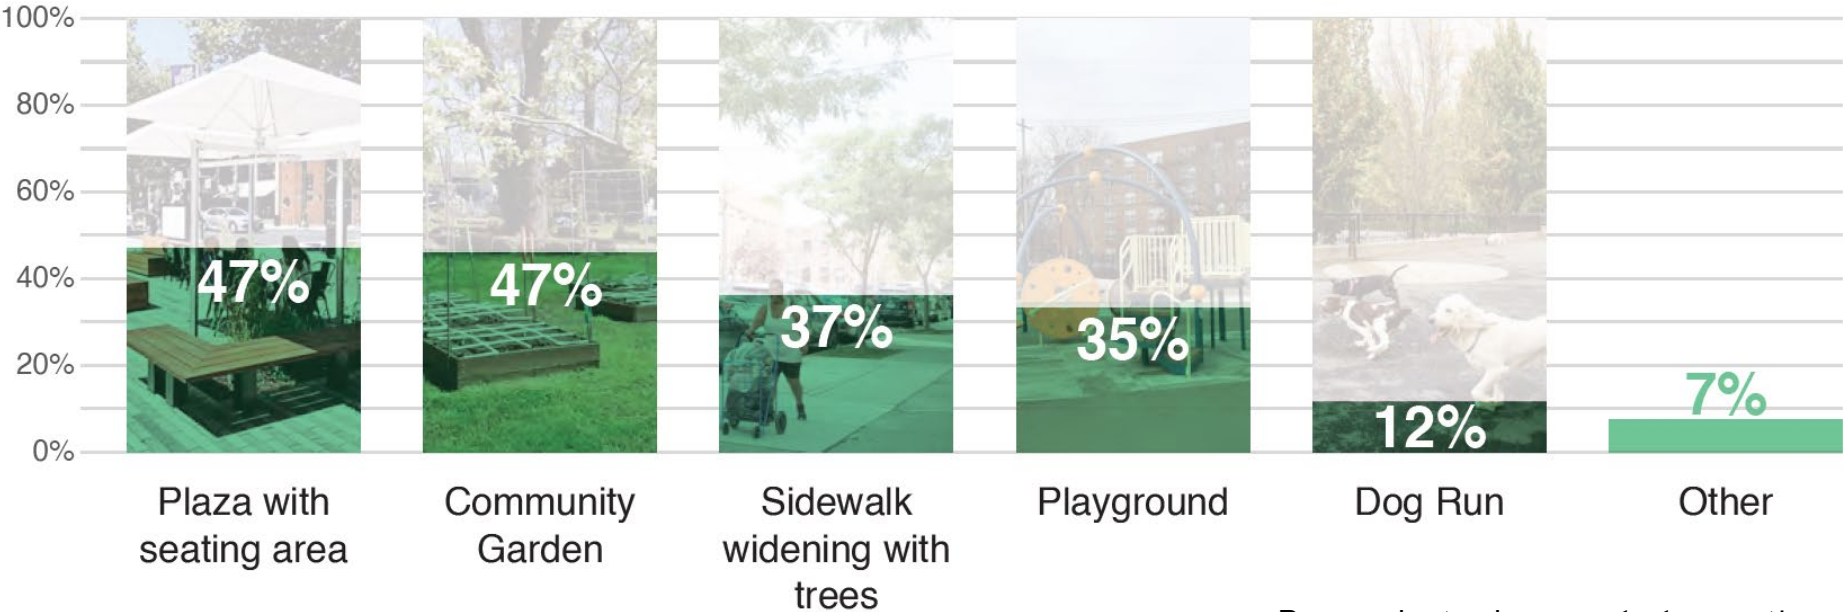 100%
80%
60%
40%
20%
0%
47%
47%
37%
35%
12%
7%
Plaza with
seating area
Community
Garden
Sidewalk
widening with
trees
Playground
Dog Run
Other